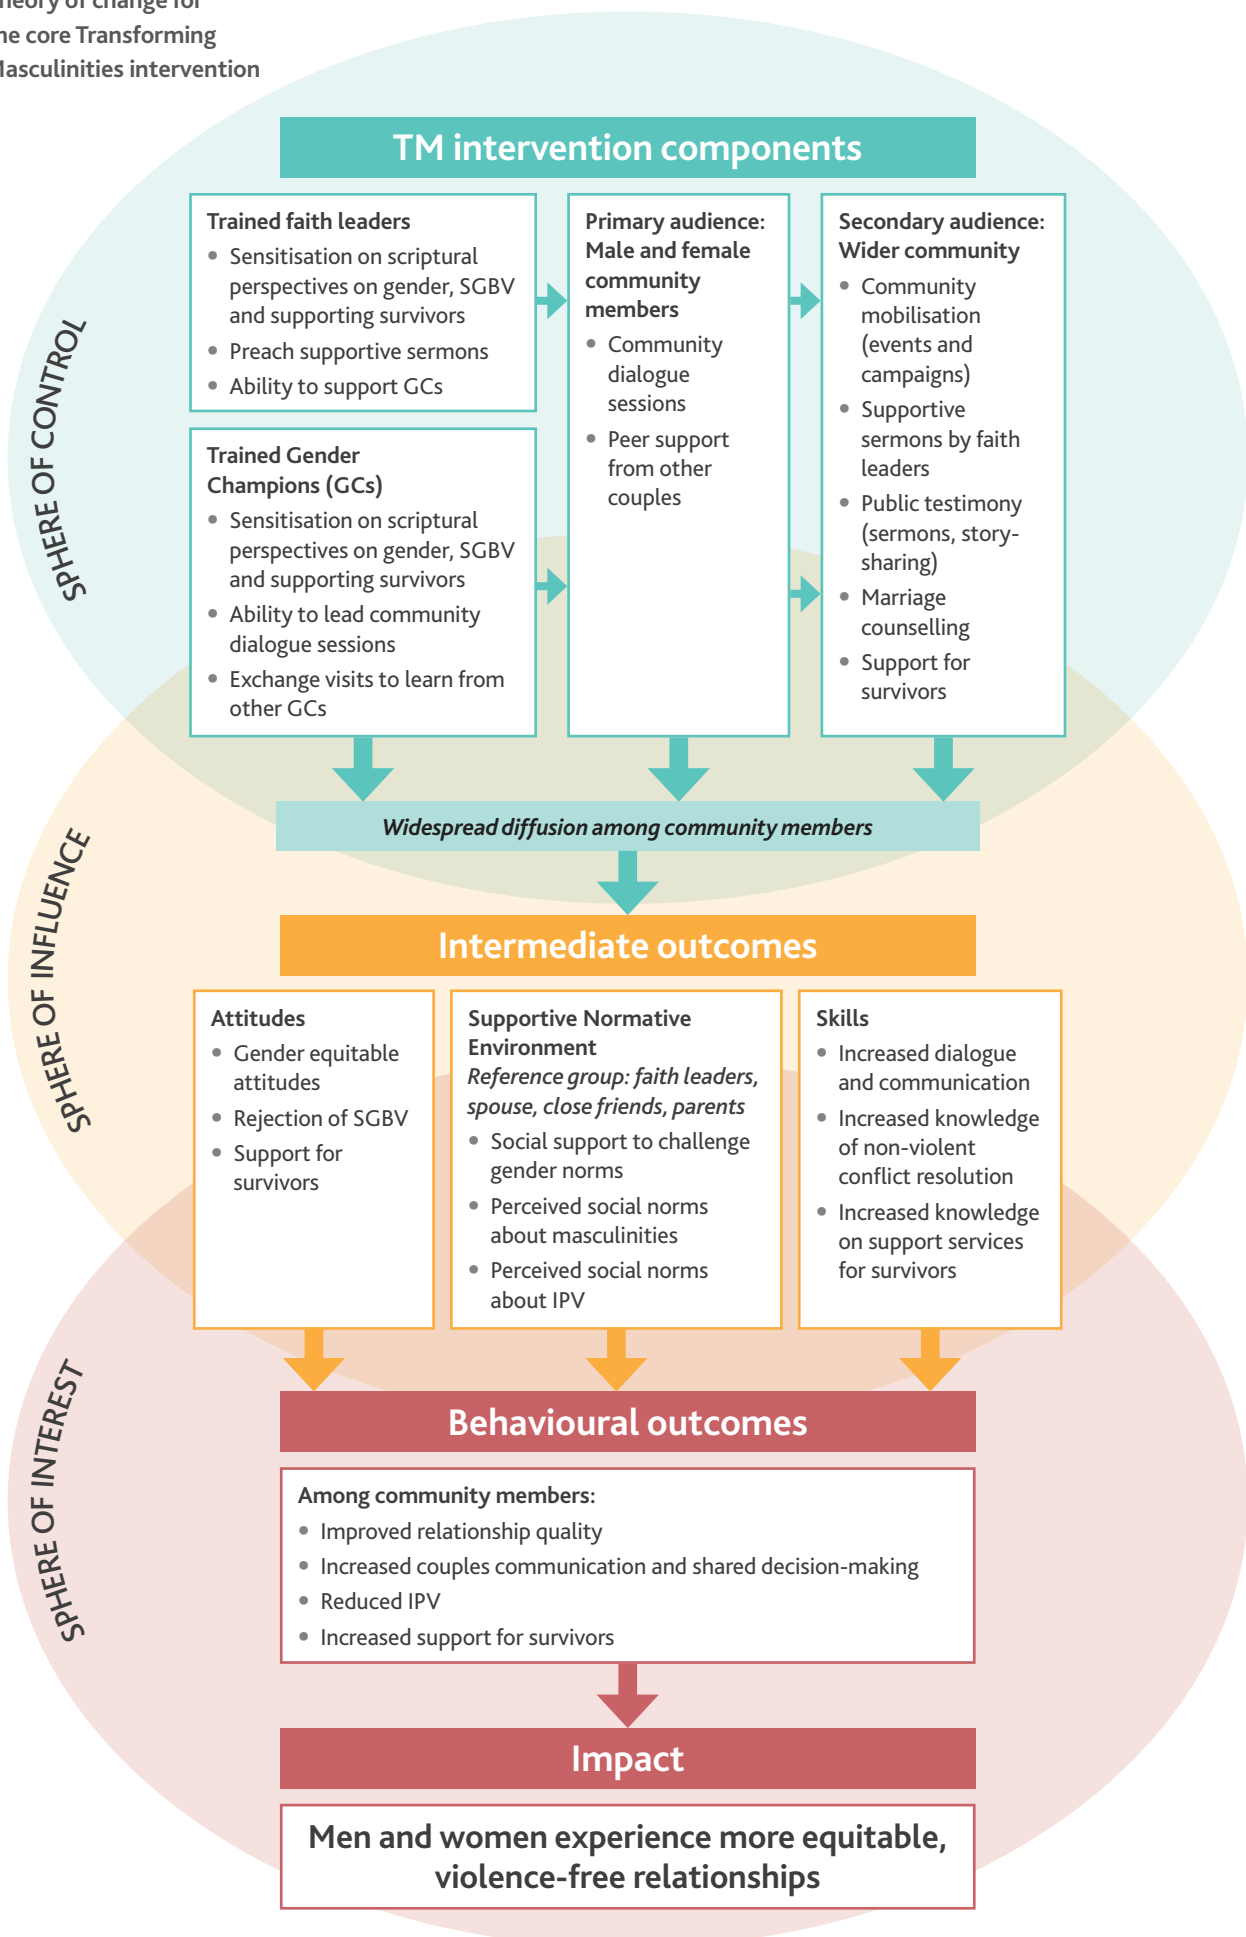 heory of change for
he core Transforming
Masculinities intervention
TM intervention components
SPHERE OF CONTROL
Trained faith leaders
• Sensitisation on scriptural
perspectives on gender, SGBV
and supporting survivors
• Preach supportive sermons
• Ability to support GCs
Trained Gender
Champions (GCs)
• Sensitisation on scriptural
perspectives on gender, SGBV
and supporting survivors
• Ability to lead community
dialogue sessions
• Exchange visits to learn from
other GCs
Primary audience:
Male and female
community
members
• Community
dialogue
sessions
• Peer support
from other
couples
Secondary audience:
Wider community
• Community
mobilisation
(events and
campaigns)
• Supportive
sermons by faith
leaders
• Public testimony
(sermons, story-
sharing)
• Marriage
counselling
• Support for
survivors
Widespread diffusion among community members
SPHERE OF INFLUENCE
Intermediate outcomes
Attitudes
• Gender equitable
attitudes
• Rejection of SGBV
• Support for
survivors
Supportive Normative
Environment
Reference group: faith leaders,
spouse, close friends, parents
• Social support to challenge
gender norms
• Perceived social norms
about masculinities
• Perceived social norms
about IPV
Skills
• Increased dialogue
and communication
• Increased knowledge
of non-violent
conflict resolution
• Increased knowledge
on support services
for survivors
SPHERE OF INTEREST
Behavioural outcomes
Among community members:
• Improved relationship quality
• Increased couples communication and shared decision-making
• Reduced IPV
• Increased support for survivors
Impact
Men and women experience more equitable,
violence-free relationships